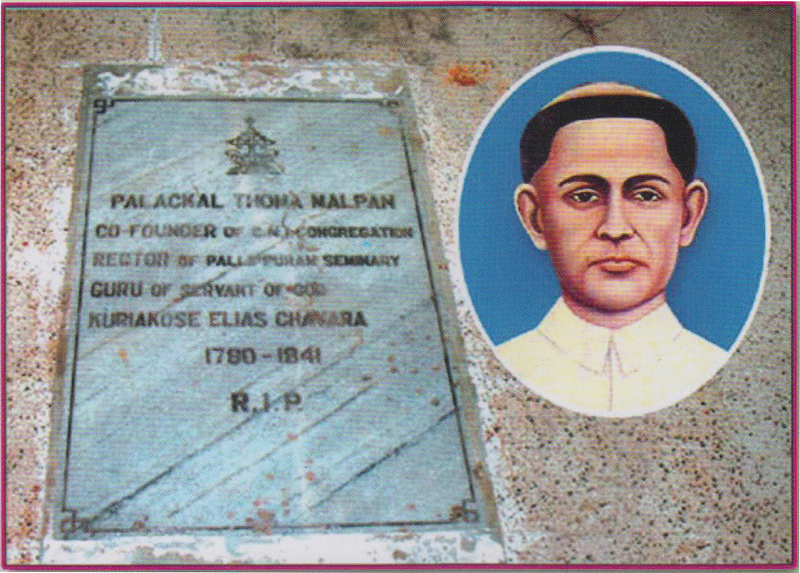 PALACKAL THOMA MALPAN
CO-FOUNDER OF C.M.I. CONGREGATION
RECTOR OF PALLIPPURAM SEMINARY
GURU OF SERVANT OF GOD
KURIAKOSE ELIAS CHAVARA
1780-1841
R.I.P.